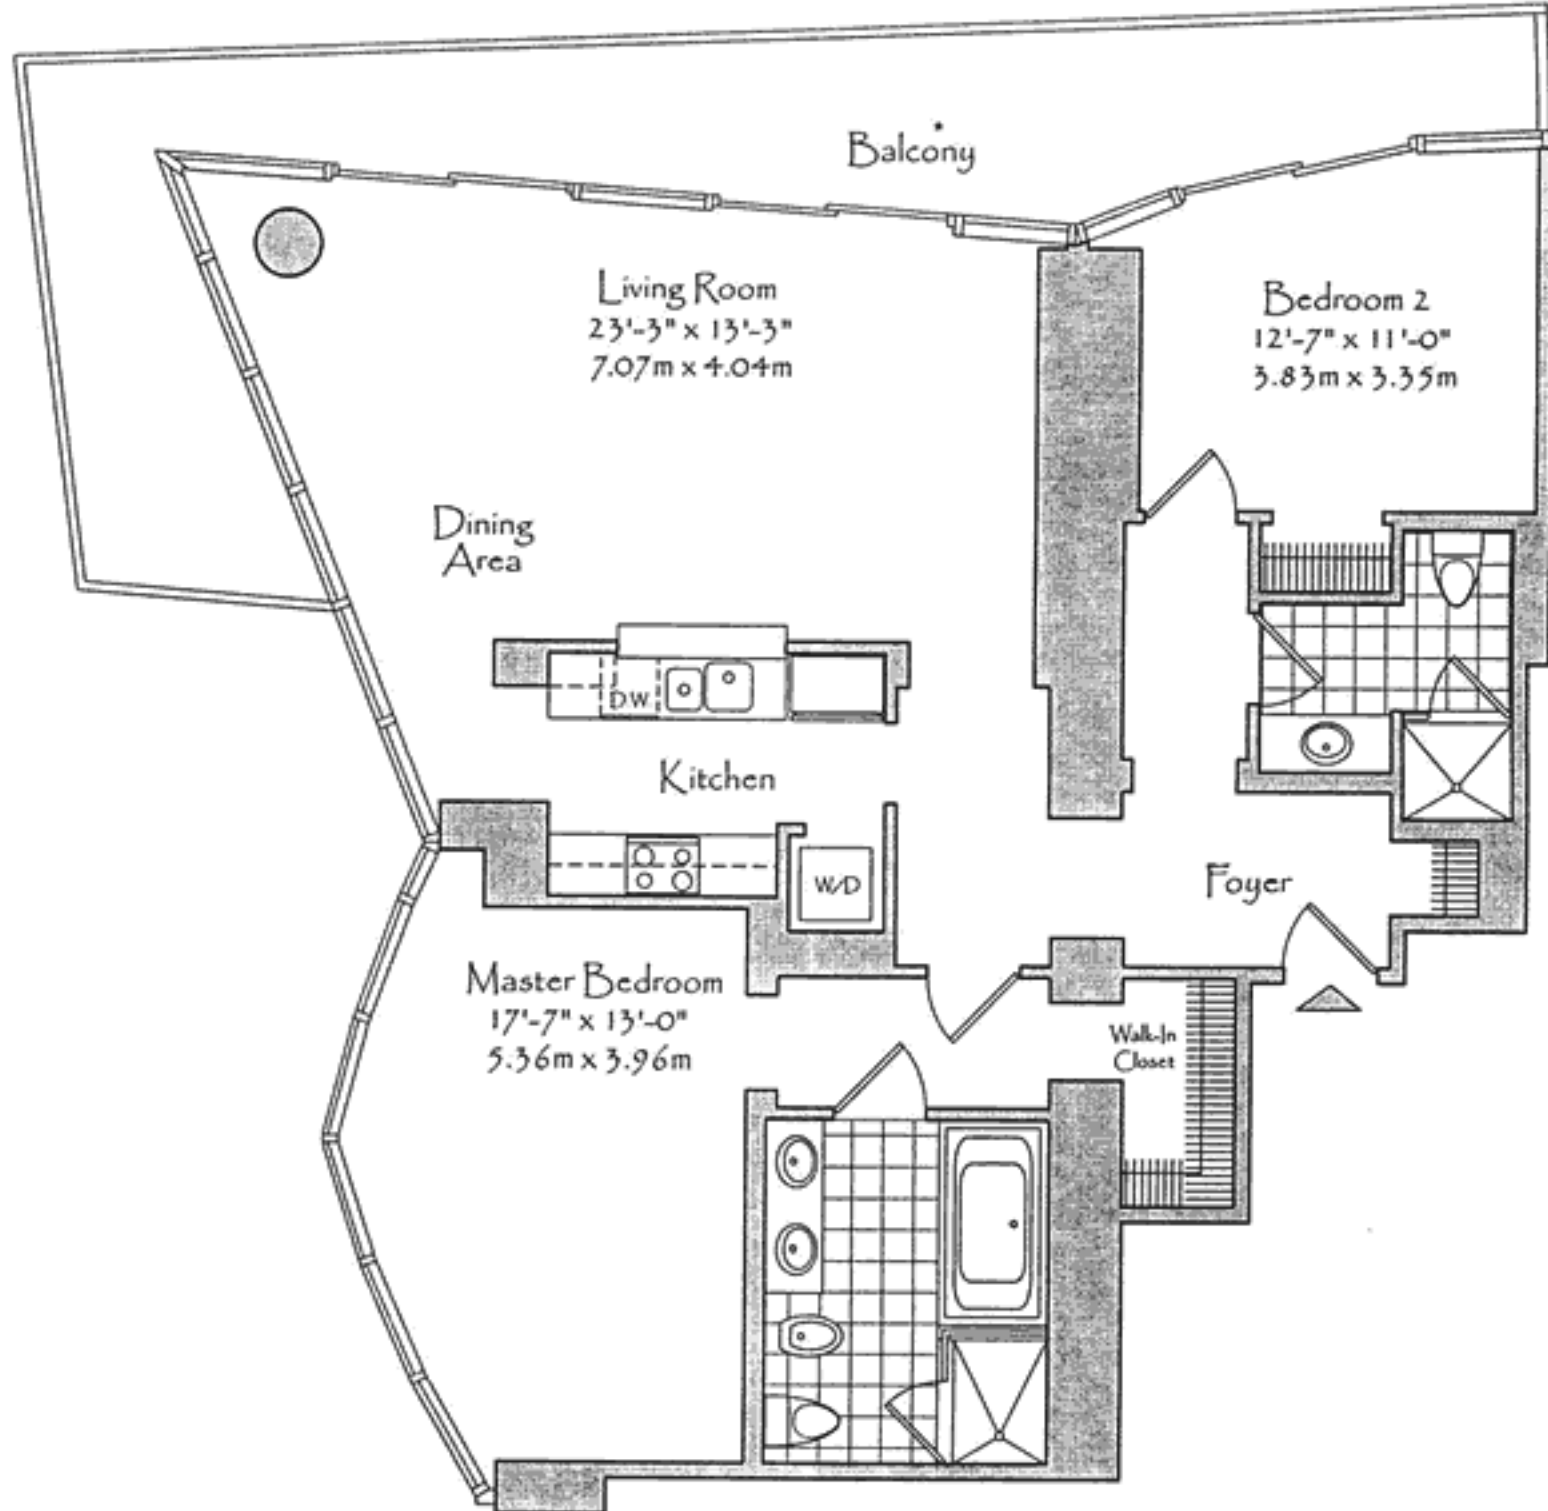 Balcony
Living Room
23'-3" x 13'-3"
7.07m x 4.04m
Bedroom 2
12'-7" x 11'-0"
3.83m x 3.35m
Dining
Area
D.W.
Kitchen
W/D
Foyer
Master Bedroom
17'-7" x 13'-0"
5.36m x 3.96m
Walk-In
Closet